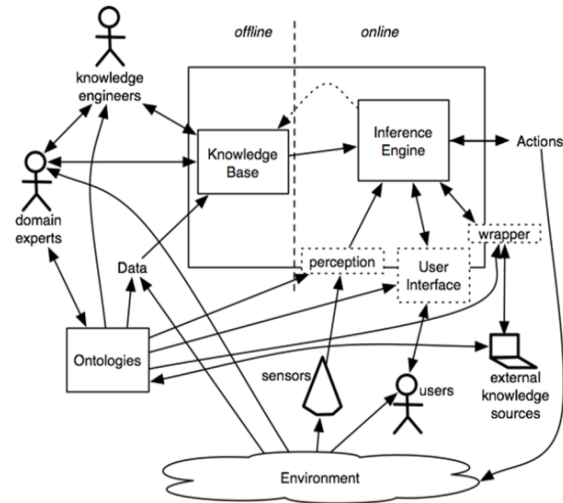 offline
online
knowledge
engineers
Knowledge
Base
Inference
Engine
Actions
domain
experts
wrapper
Data
perception
User
Interface
Ontologies
sensors
users
external
knowledge
sources
Environment